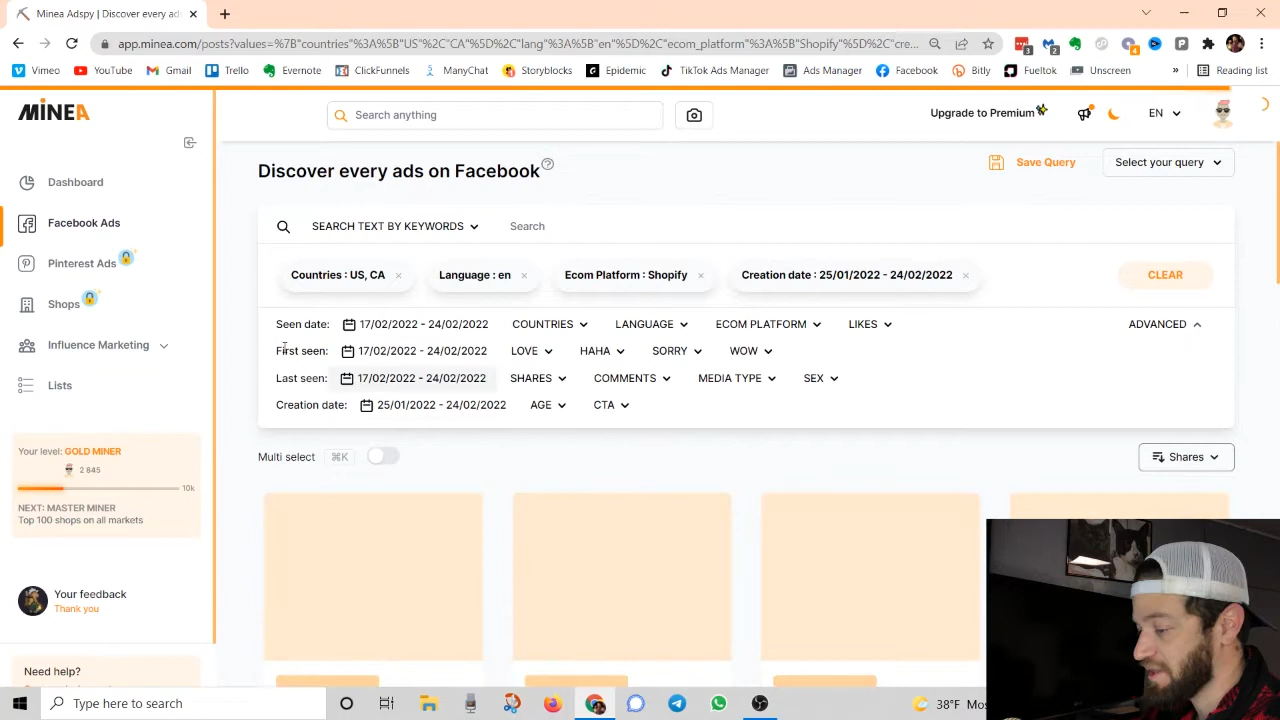 Minea Adspy | Discover every ads
app.minea.com/posts?values=%7B"countries"%3A%5B"US"%2C"CA"%5D%2C"lang"%3A%5B"en"%5D%2C"ecom_platform"%3A%5B"Shopify"%5D%2C"cre...
3 2 4
Vimeo YouTube Gmail Trello Evernote ClickFunnels ManyChat Storyblocks Epidemic TikTok Ads Manager Ads Manager Facebook Bitly Fueltok Unscreen » Reading list
MINEA
Search anything
Upgrade to Premium
EN
Dashboard
Facebook Ads
Pinterest Ads
Shops
Influence Marketing
Lists
Your level: GOLD MINER
2 845
10k
NEXT: MASTER MINER
Top 100 shops on all markets
Your feedback
Thank you
Need help?
Discover every ads on Facebook
Save Query
Select your query
SEARCH TEXT BY KEYWORDS Search
Countries : US, CA × Language : en × Ecom Platform : Shopify × Creation date : 25/01/2022 - 24/02/2022 × CLEAR
Seen date: 17/02/2022 - 24/02/2022 COUNTRIES LANGUAGE ECOM PLATFORM LIKES ADVANCED
First seen: 17/02/2022 - 24/02/2022 LOVE HAHA SORRY WOW
Last seen: 17/02/2022 - 24/02/2022 SHARES COMMENTS MEDIA TYPE SEX
Creation date: 25/01/2022 - 24/02/2022 AGE CTA
Multi select ⌘K
Shares
Type here to search
38°F